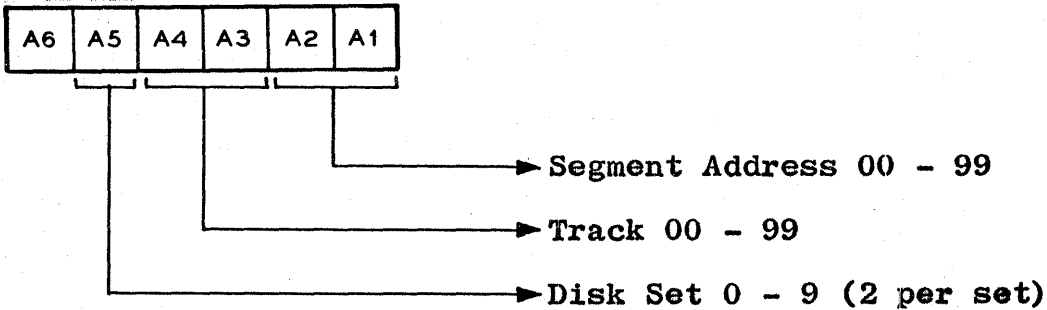 A6 A5 A4 A3 A2 A1
Segment Address 00 - 99
Track 00 - 99
Disk Set 0 - 9 (2 per set)